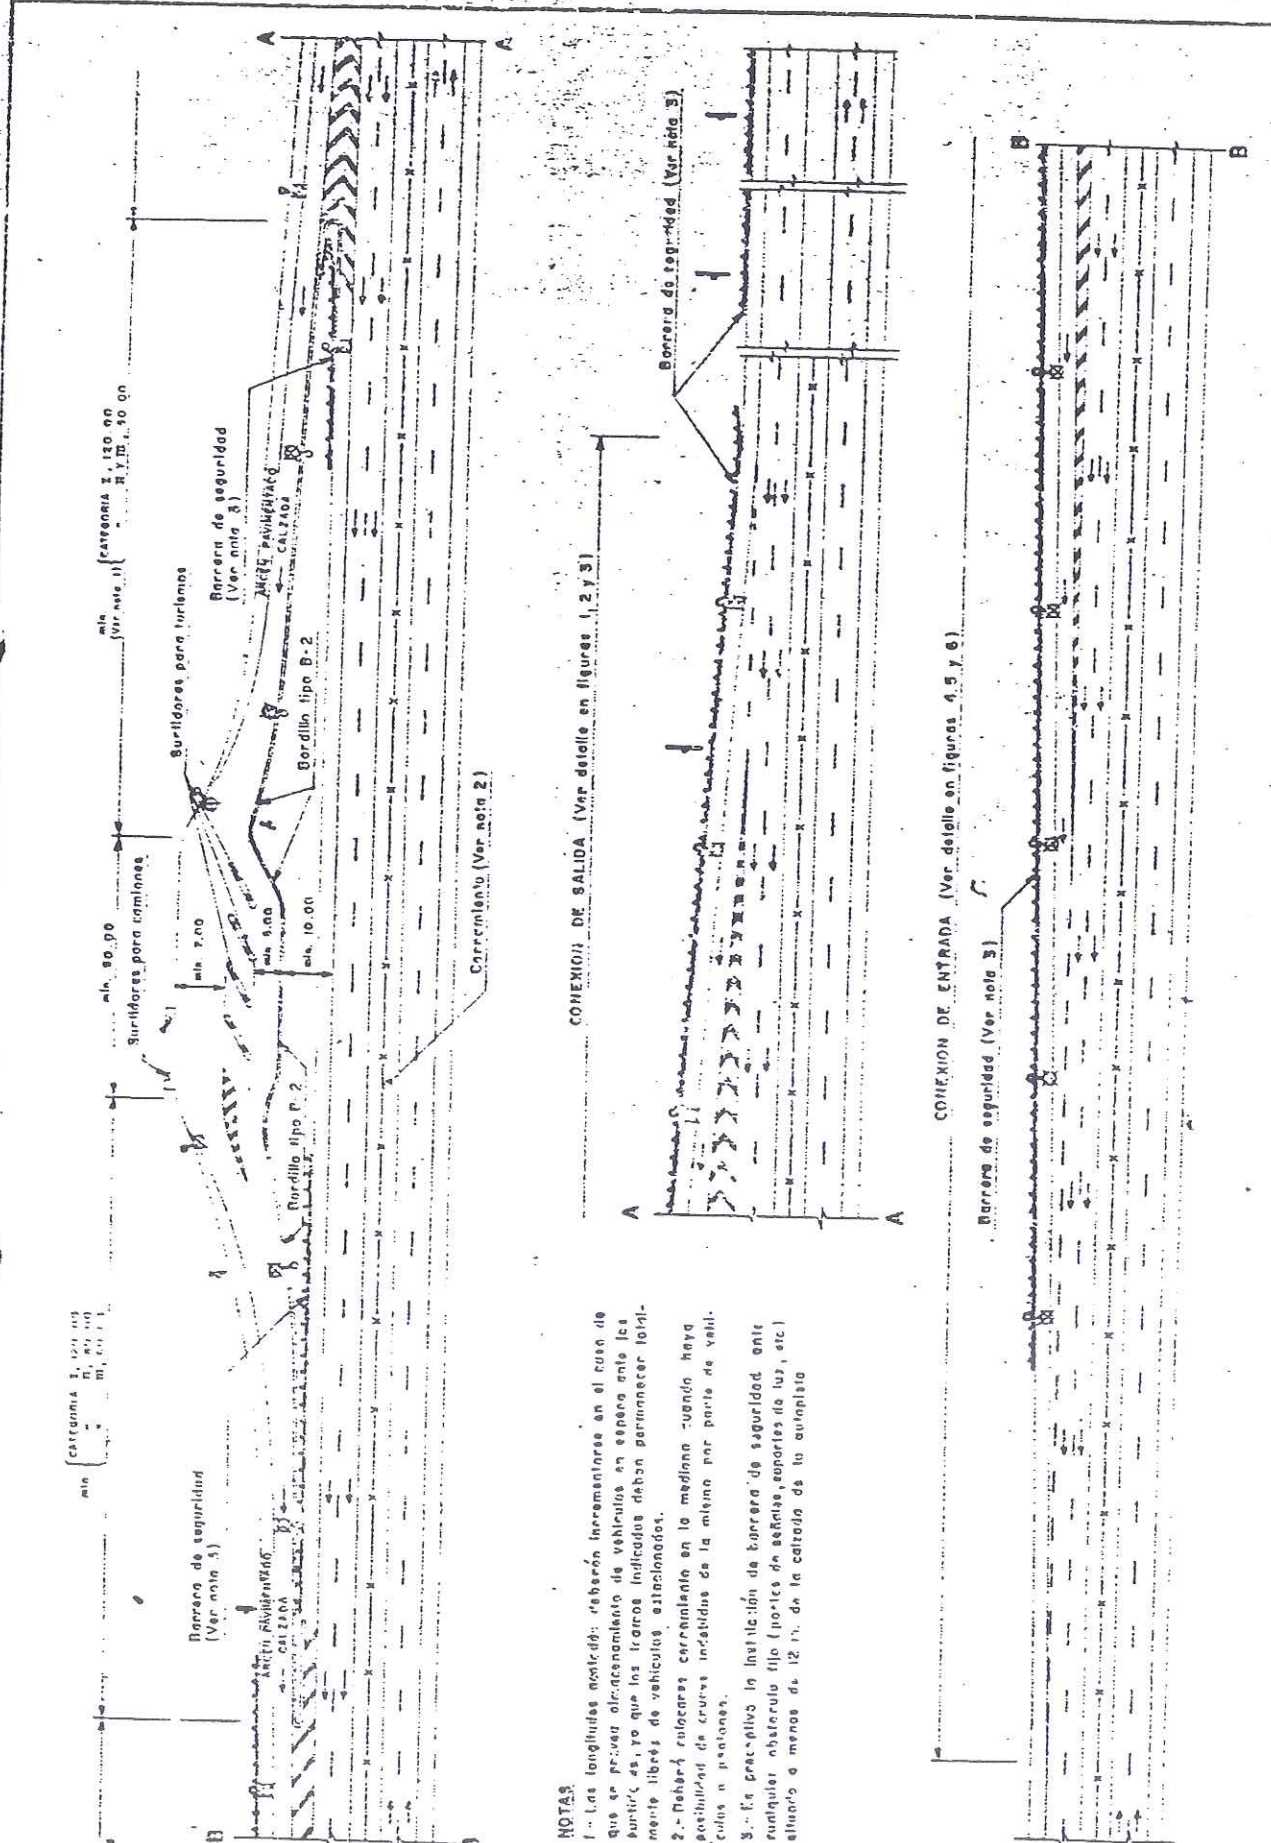 A
A
min
(Ver nota 1)
CATEGORIA I, 120.00
" II y III, 90.00
Surtidores para turismos
Barrera de seguridad
(Ver nota 3)
ARCEN PAVIMENTADO
CALZADA
Bordillo tipo B-2
min. 80.00
Surtidores para camiones
min. 7.00
min. 10.00
Cerramiento (Ver nota 2)
Bordillo tipo B-2
min
CATEGORIA I,
Barrera de seguridad
(Ver nota 3)
ARCEN PAVIMENTADO
CALZADA
Barrera de seguridad (Ver nota 3)
CONEXION DE SALIDA (Ver detalle en figuras 1, 2 y 3)
A
A
NOTAS
1.- Las longitudes deberán incrementarse en el caso de
que se prevea almacenamiento de vehículos en espera ante los
ya que los tramos indicados deben permanecer total-
mente libres de vehículos estacionados.
2.- Deberá colocarse cerramiento en la mediana cuando haya
posibilidad de cruces indebidos de la misma por parte de vehí-
culos o peatones.
3.- Es preceptiva la instalación de barrera de seguridad ante
cualquier obstáculo fijo (portes de señales, soportes de luz, etc.)
situado a menos de 12 m. de la calzada de la autopista
B
B
CONEXION DE ENTRADA (Ver detalle en figuras 4, 5 y 6)
Barrera de seguridad (Ver nota 3)